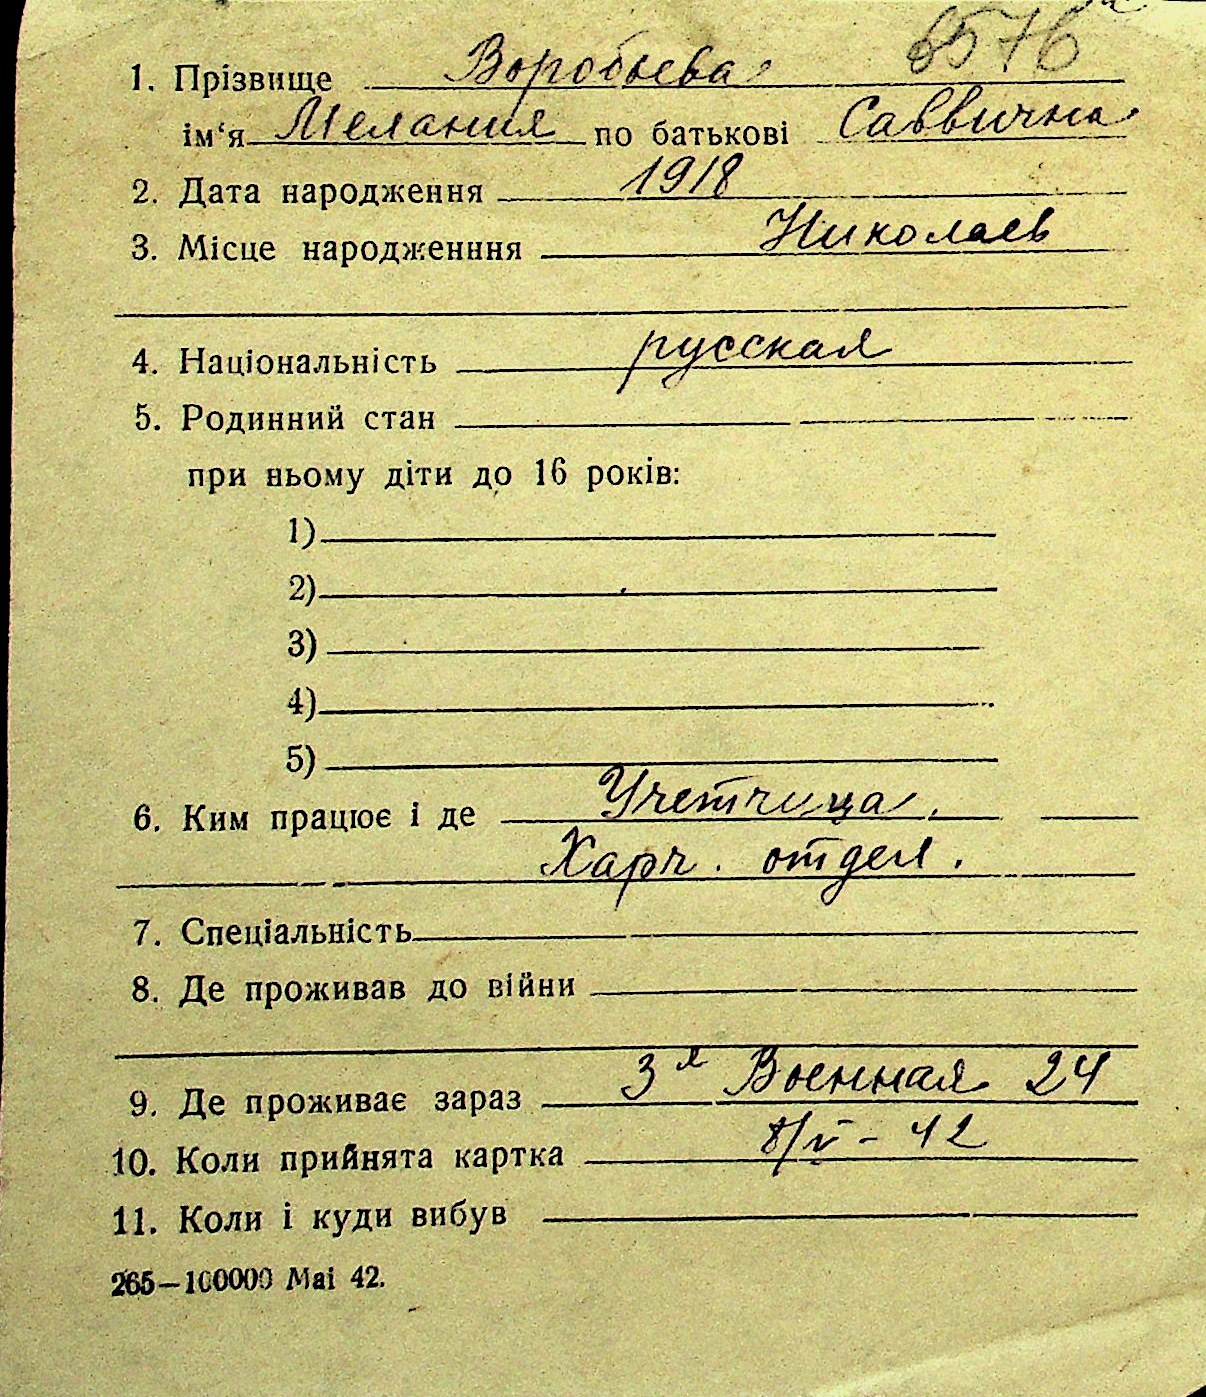 6576
1. Прізвище Воробьева
ім‘я Мелания по батькові Саввична
2. Дата народження 1918
3. Місце народженння Николаев
4. Національність русская
5. Родинний стан
при ньому діти до 16 років:
1)
2)
3)
4)
5)
6. Ким працює і де Учетчица.
Харч. отдел.
7. Спеціальність
8. Де проживав до війни
9. Де проживає зараз 3я Военная 24
10. Коли прийнята картка 8/V - 42
11. Коли і куди вибув
265—100000 Mai 42.